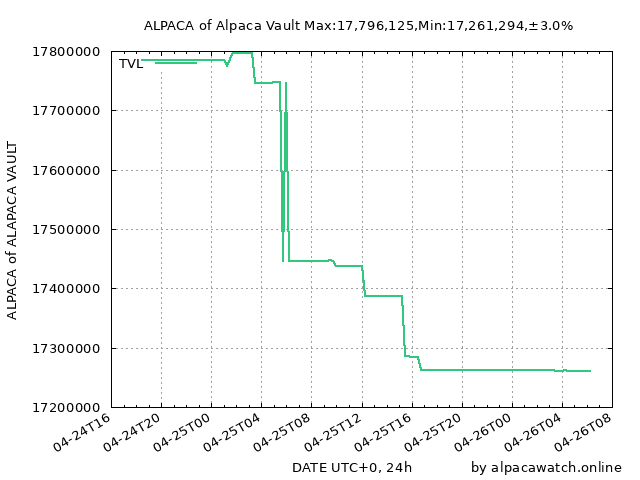 ALPACA of Alpaca Vault Max:17,796,125,Min:17,261,294,±3.0%
17800000
TVL
17700000
17600000
17500000
17400000
17300000
17200000
ALPACA of ALAPACA VAULT
04-24T16
04-24T20
04-25T00
04-25T04
04-25T08
04-25T12
04-25T16
04-25T20
04-26T00
04-26T04
04-26T08
DATE UTC+0, 24h
by alpacawatch.online